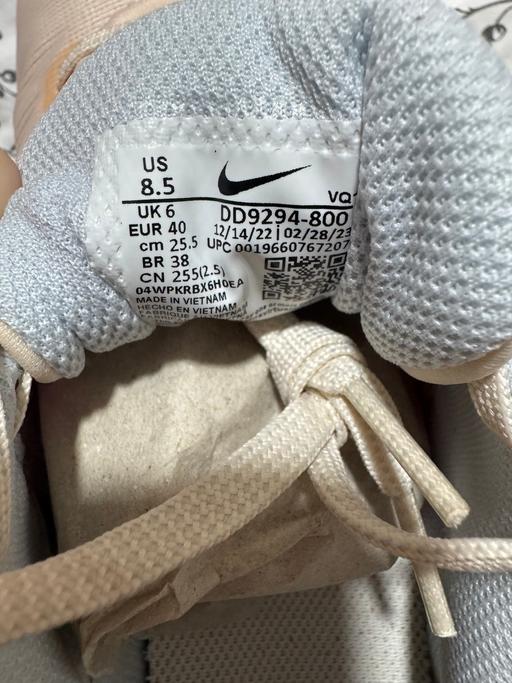 US
8.5
VQ
UK 6
DD9294-800
EUR 40
12/14/22 | 02/28/23
cm 25.5
UPC 0019660767207
BR 38
CN 255(2.5)
04WPKRBX6H0EA
MADE IN VIETNAM
HECHO EN VIETNAM